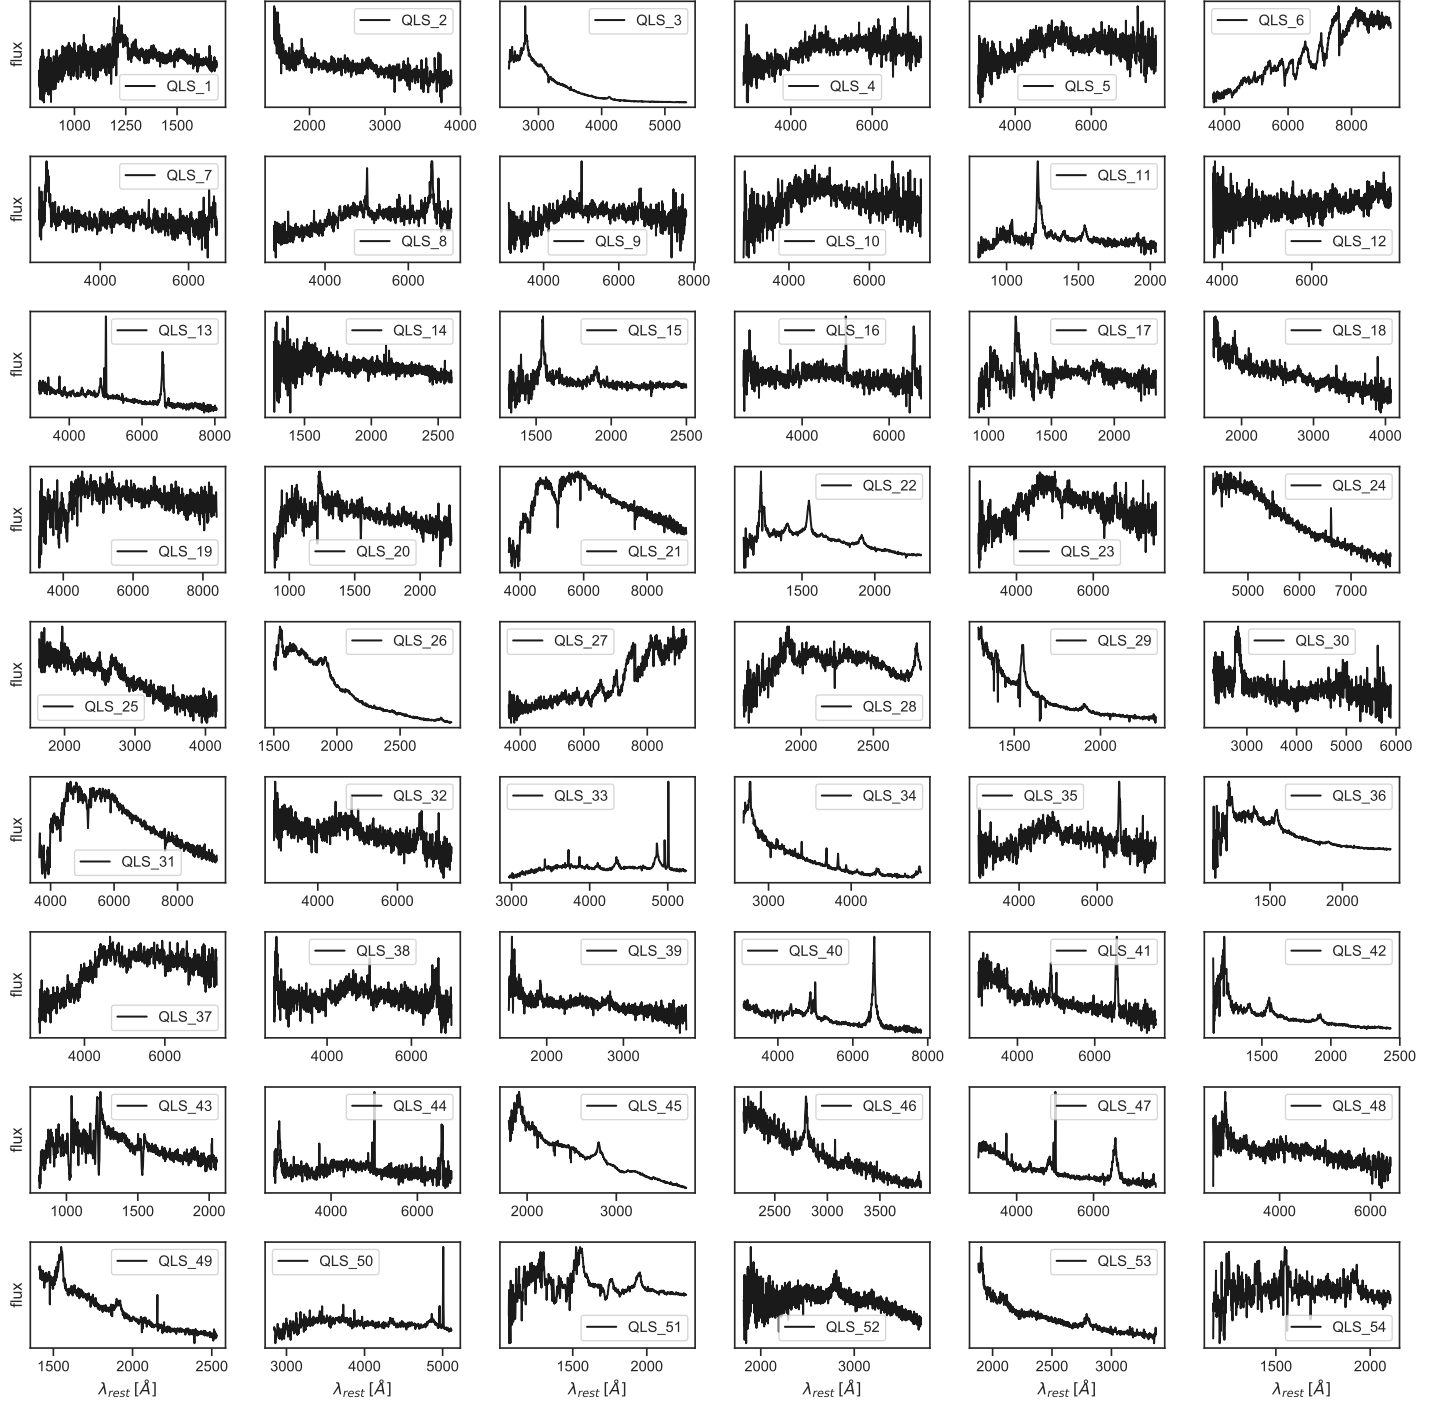 flux QLS_1 QLS_2 QLS_3 QLS_4 QLS_5 QLS_6
1000 1250 1500 2000 3000 4000 3000 4000 5000 4000 6000 4000 6000 4000 6000 8000
flux QLS_7 QLS_8 QLS_9 QLS_10 QLS_11 QLS_12
4000 6000 4000 6000 4000 6000 8000 4000 6000 1000 1500 2000 4000 6000
flux QLS_13 QLS_14 QLS_15 QLS_16 QLS_17 QLS_18
4000 6000 8000 1500 2000 2500 1500 2000 2500 4000 6000 1000 1500 2000 2000 3000 4000
flux QLS_19 QLS_20 QLS_21 QLS_22 QLS_23 QLS_24
4000 6000 8000 1000 1500 2000 4000 6000 8000 1500 2000 4000 6000 5000 6000 7000
flux QLS_25 QLS_26 QLS_27 QLS_28 QLS_29 QLS_30
2000 3000 4000 1500 2000 2500 4000 6000 8000 2000 2500 1500 2000 3000 4000 5000 6000
flux QLS_31 QLS_32 QLS_33 QLS_34 QLS_35 QLS_36
4000 6000 8000 4000 6000 3000 4000 5000 3000 4000 4000 6000 1500 2000
flux QLS_37 QLS_38 QLS_39 QLS_40 QLS_41 QLS_42
4000 6000 4000 6000 2000 3000 4000 6000 8000 4000 6000 1500 2000 2500
flux QLS_43 QLS_44 QLS_45 QLS_46 QLS_47 QLS_48
1000 1500 2000 4000 6000 2000 3000 2500 3000 3500 4000 6000 4000 6000
flux QLS_49 QLS_50 QLS_51 QLS_52 QLS_53 QLS_54
1500 2000 2500 3000 4000 5000 1500 2000 2000 3000 2000 2500 3000 1500 2000
λrest [Å] λrest [Å] λrest [Å] λrest [Å] λrest [Å] λrest [Å]